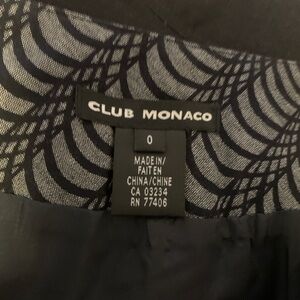 CLUB MONACO
0
MADE IN/
FAIT EN
CHINA/CHINE
CA 03234
RN 77406